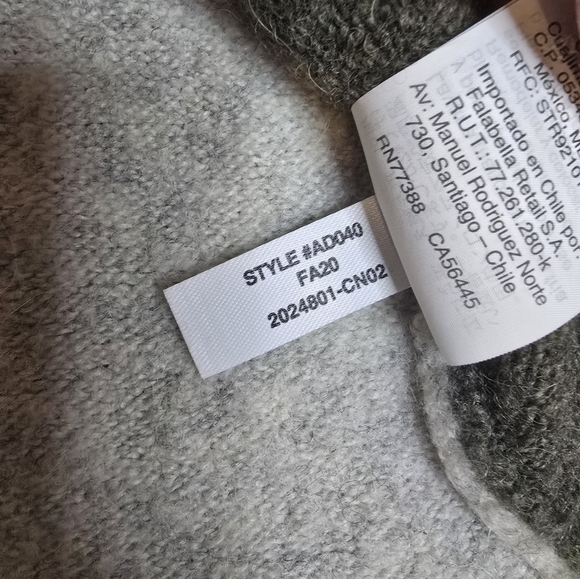 STYLE #AD040
FA20
2024801-CN02
C.P. 053
México, M
RFC: STR9210
Importado en Chile por:
Falabella Retail S.A.
R.U.T.: 77.261.280-k
Av. Manuel Rodriguez Norte
730, Santiago – Chile
RN77388 CA56445